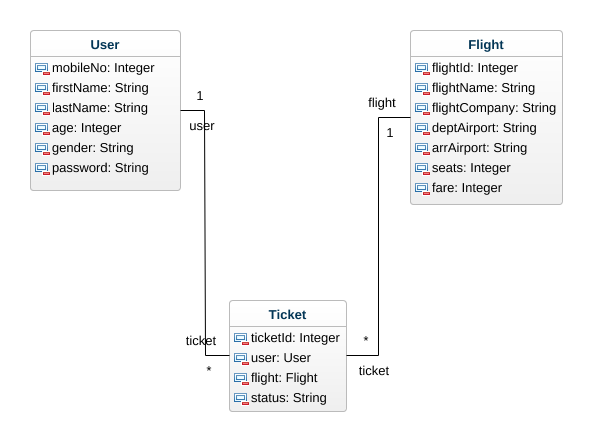 User
mobileNo: Integer
firstName: String
lastName: String
age: Integer
gender: String
password: String
1
user
Flight
flightId: Integer
flightName: String
flightCompany: String
deptAirport: String
arrAirport: String
seats: Integer
fare: Integer
flight
1
Ticket
ticketId: Integer
user: User
flight: Flight
status: String
ticket
*
*
ticket